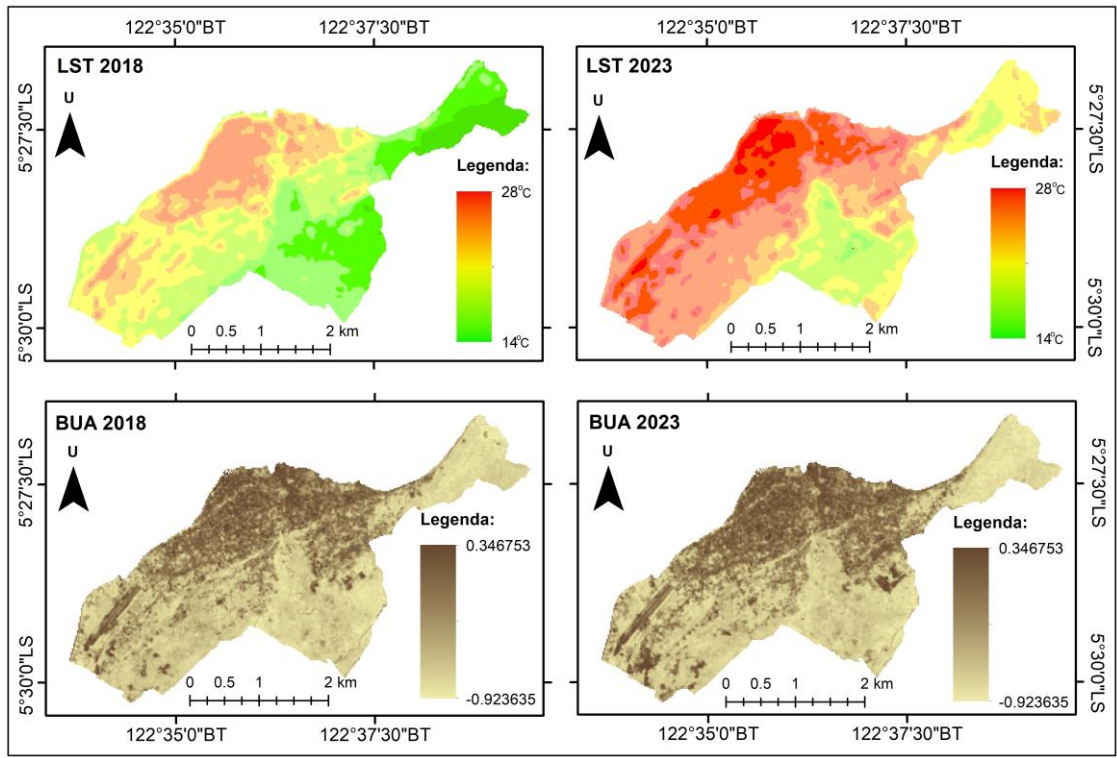 122°35'0"BT 122°37'30"BT 122°35'0"BT 122°37'30"BT
LST 2018
U
5°27'30"LS
5°30'0"LS
Legenda:
28°C
14°C
0 0.5 1 2 km
LST 2023
U
Legenda:
28°C
14°C
0 0.5 1 2 km
5°27'30"LS
5°30'0"LS
BUA 2018
U
5°27'30"LS
5°30'0"LS
Legenda:
0.346753
-0.923635
0 0.5 1 2 km
BUA 2023
U
Legenda:
0.346753
-0.923635
0 0.5 1 2 km
5°27'30"LS
5°30'0"LS
122°35'0"BT 122°37'30"BT 122°35'0"BT 122°37'30"BT